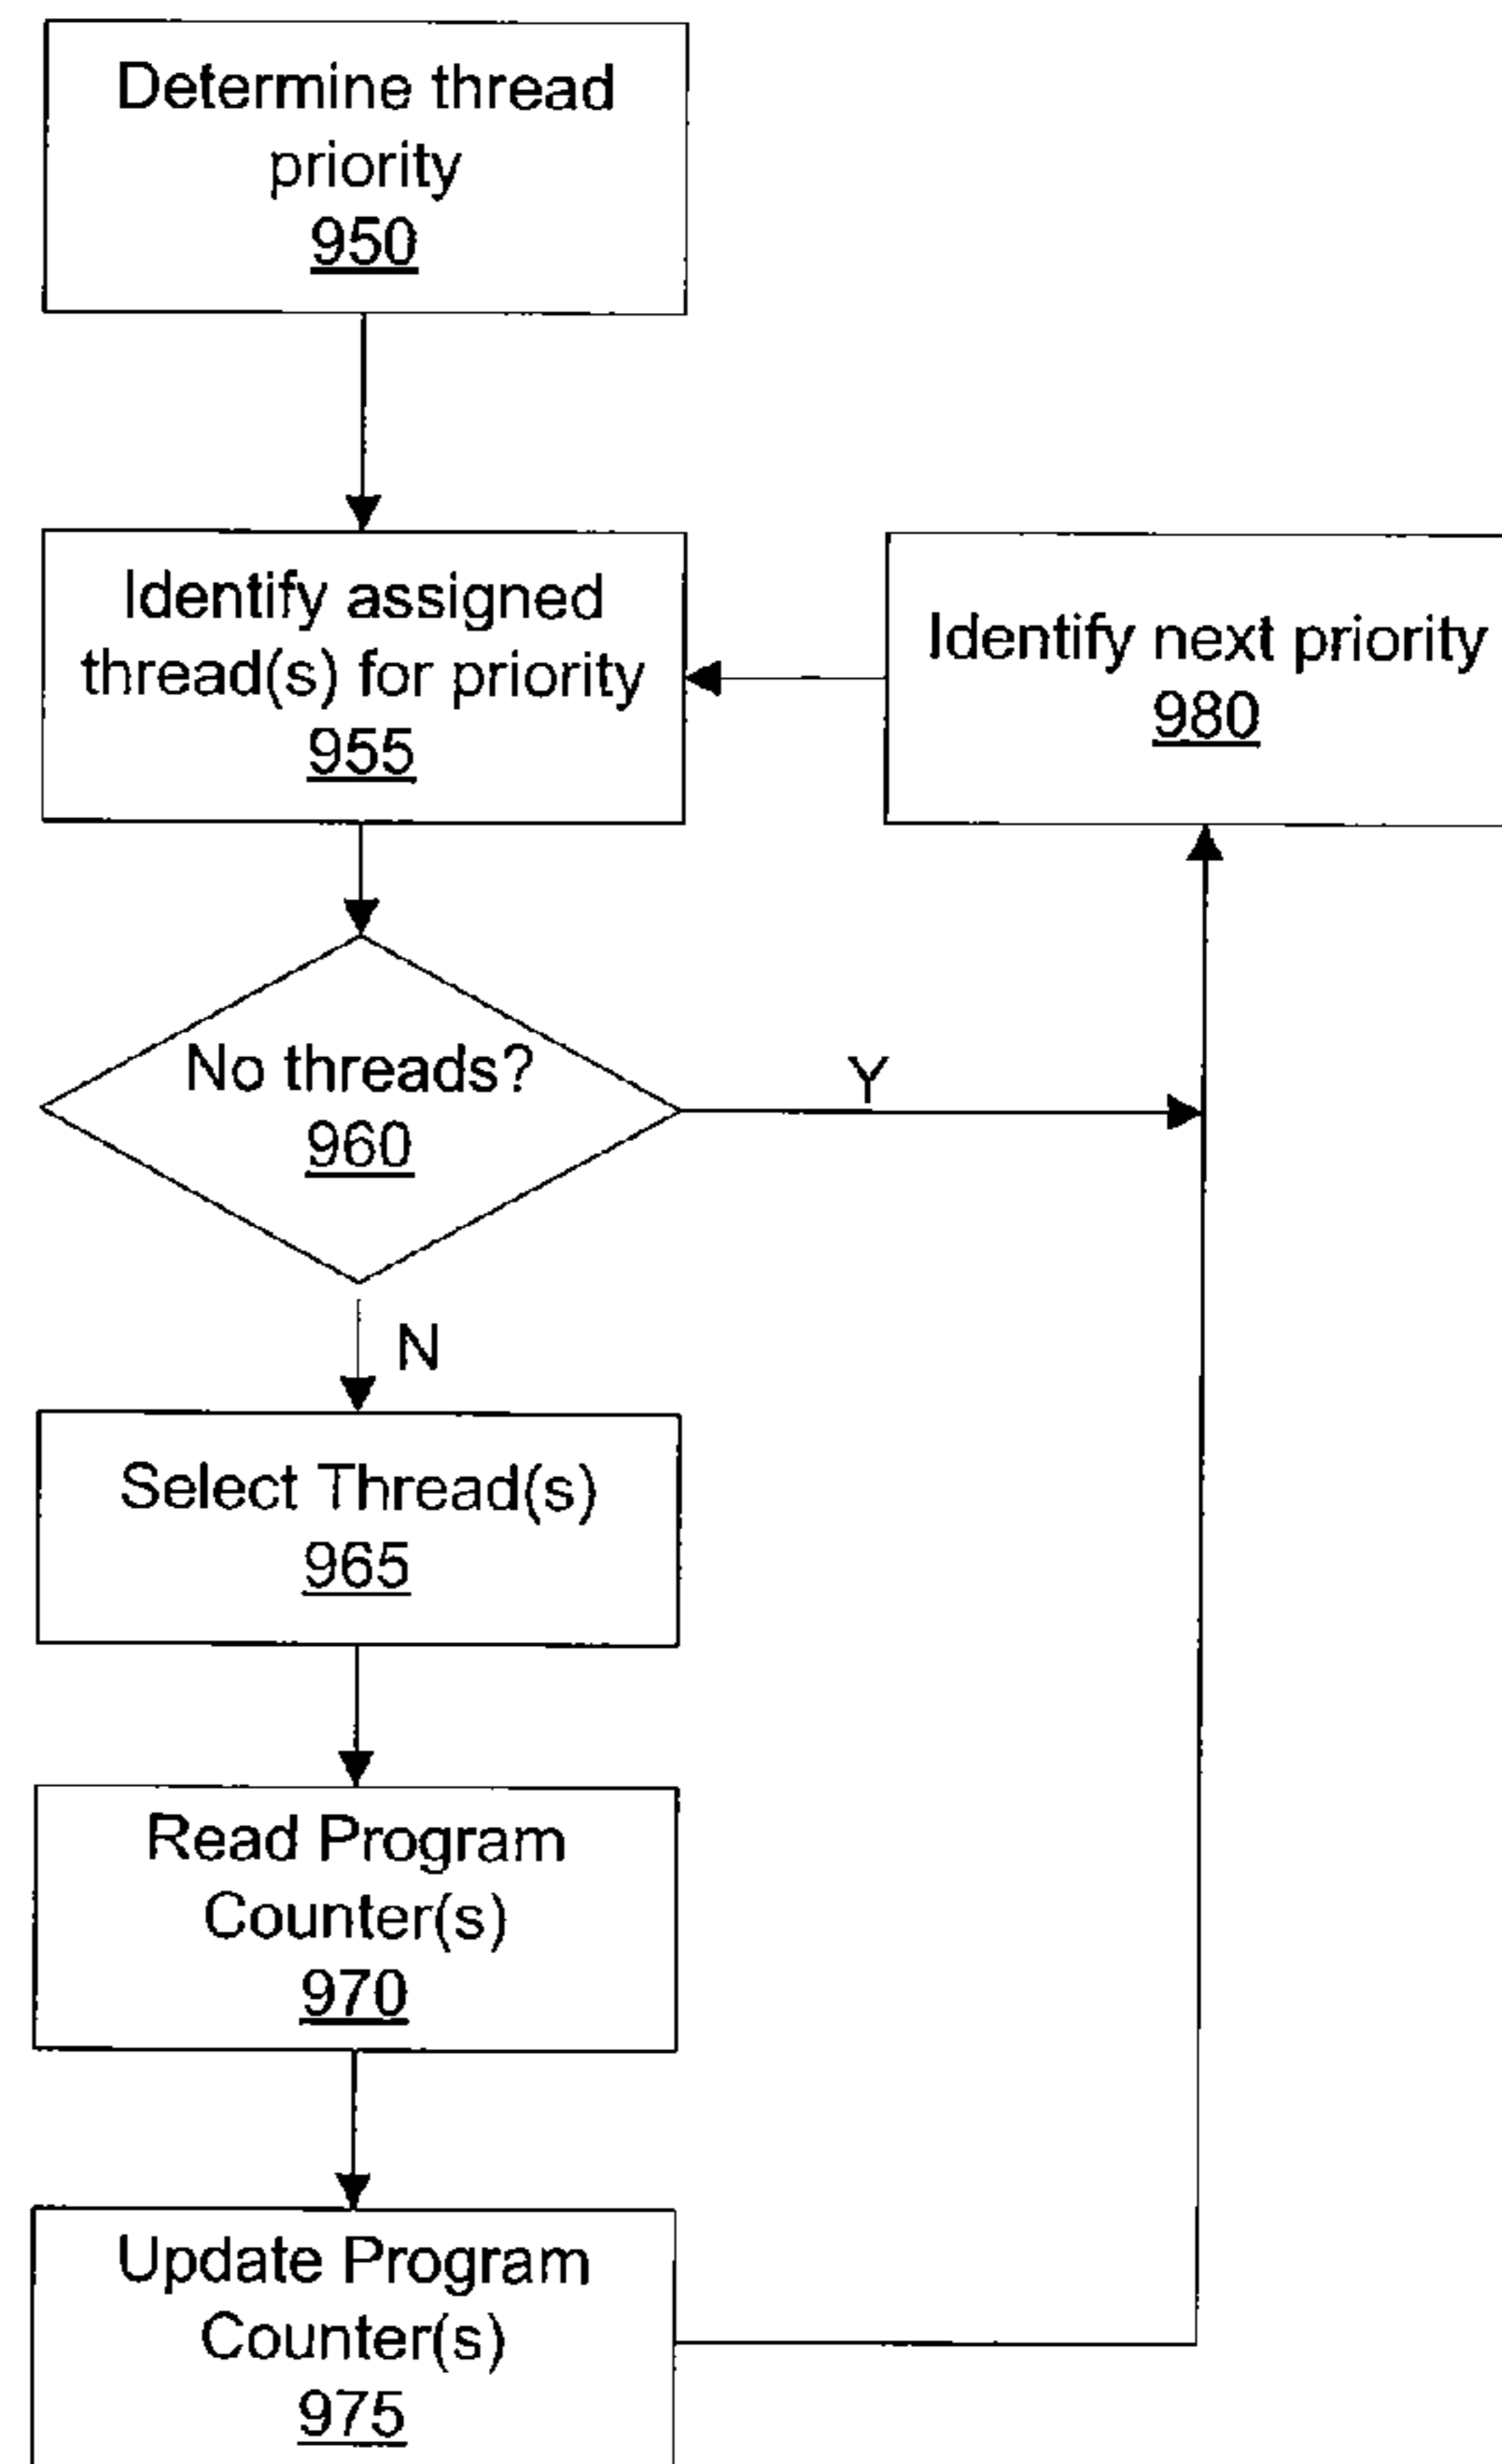 Determine thread
priority
950
Identify assigned
thread(s) for priority
955
Identify next priority
980
No threads?
960
Y
N
Select Thread(s)
965
Read Program
Counter(s)
970
Update Program
Counter(s)
975